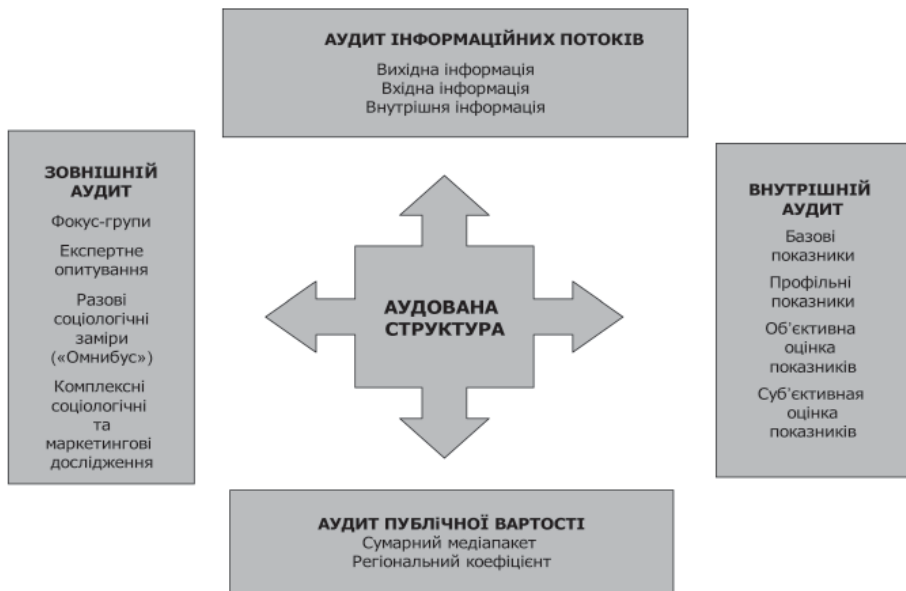 АУДИТ ІНФОРМАЦІЙНИХ ПОТОКІВ
Вихідна інформація
Вхідна інформація
Внутрішня інформація
ЗОВНІШНІЙ
АУДИТ
Фокус-групи
Експертне
опитування
Разові
соціологічні
заміри
(«Омнибус»)
Комплексні
соціологічні
та
маркетингові
дослідження
АУДОВАНА
СТРУКТУРА
ВНУТРІШНІЙ
АУДИТ
Базові
показники
Профільні
показники
Об'єктивна
оцінка
показників
Суб'єктивная
оцінка
показників
АУДИТ ПУБЛіЧНОЇ ВАРТОСТІ
Сумарний медіапакет
Регіональний коефіцієнт